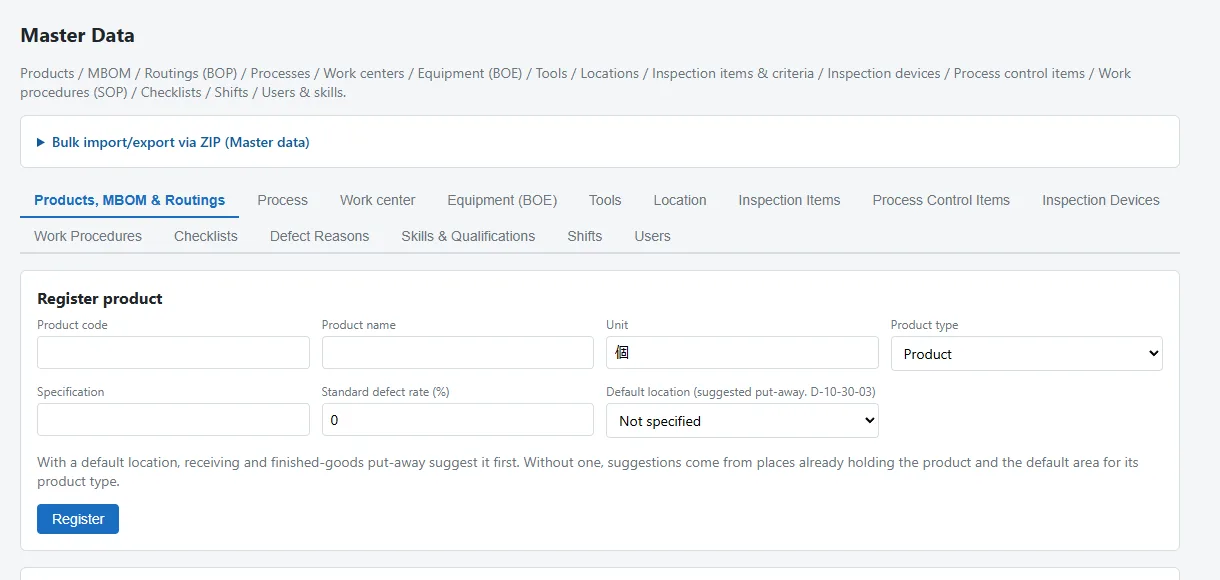 Master Data
Products / MBOM / Routings (BOP) / Processes / Work centers / Equipment (BOE) / Tools / Locations / Inspection items & criteria / Inspection devices / Process control items / Work
procedures (SOP) / Checklists / Shifts / Users & skills.
▶ Bulk import/export via ZIP (Master data)
Products, MBOM & Routings Process Work center Equipment (BOE) Tools Location Inspection Items Process Control Items Inspection Devices
Work Procedures Checklists Defect Reasons Skills & Qualifications Shifts Users
Register product
Product code Product name Unit Product type
個 Product
Specification Standard defect rate (%) Default location (suggested put-away. D-10-30-03)
0 Not specified
With a default location, receiving and finished-goods put-away suggest it first. Without one, suggestions come from places already holding the product and the default area for its
product type.
Register